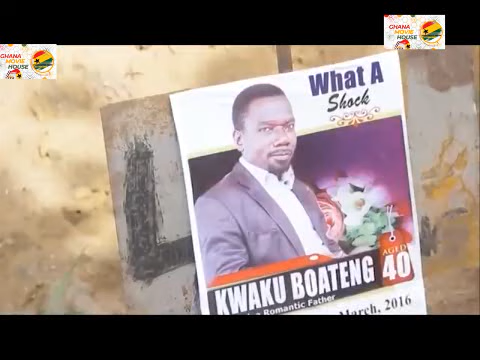 GHANA
MOVIE
HOUSE
GHANA
MOVIE
HOUSE
What A
Shock
KWAKU BOATENG
AGED
40
Romantic Father
March, 2016